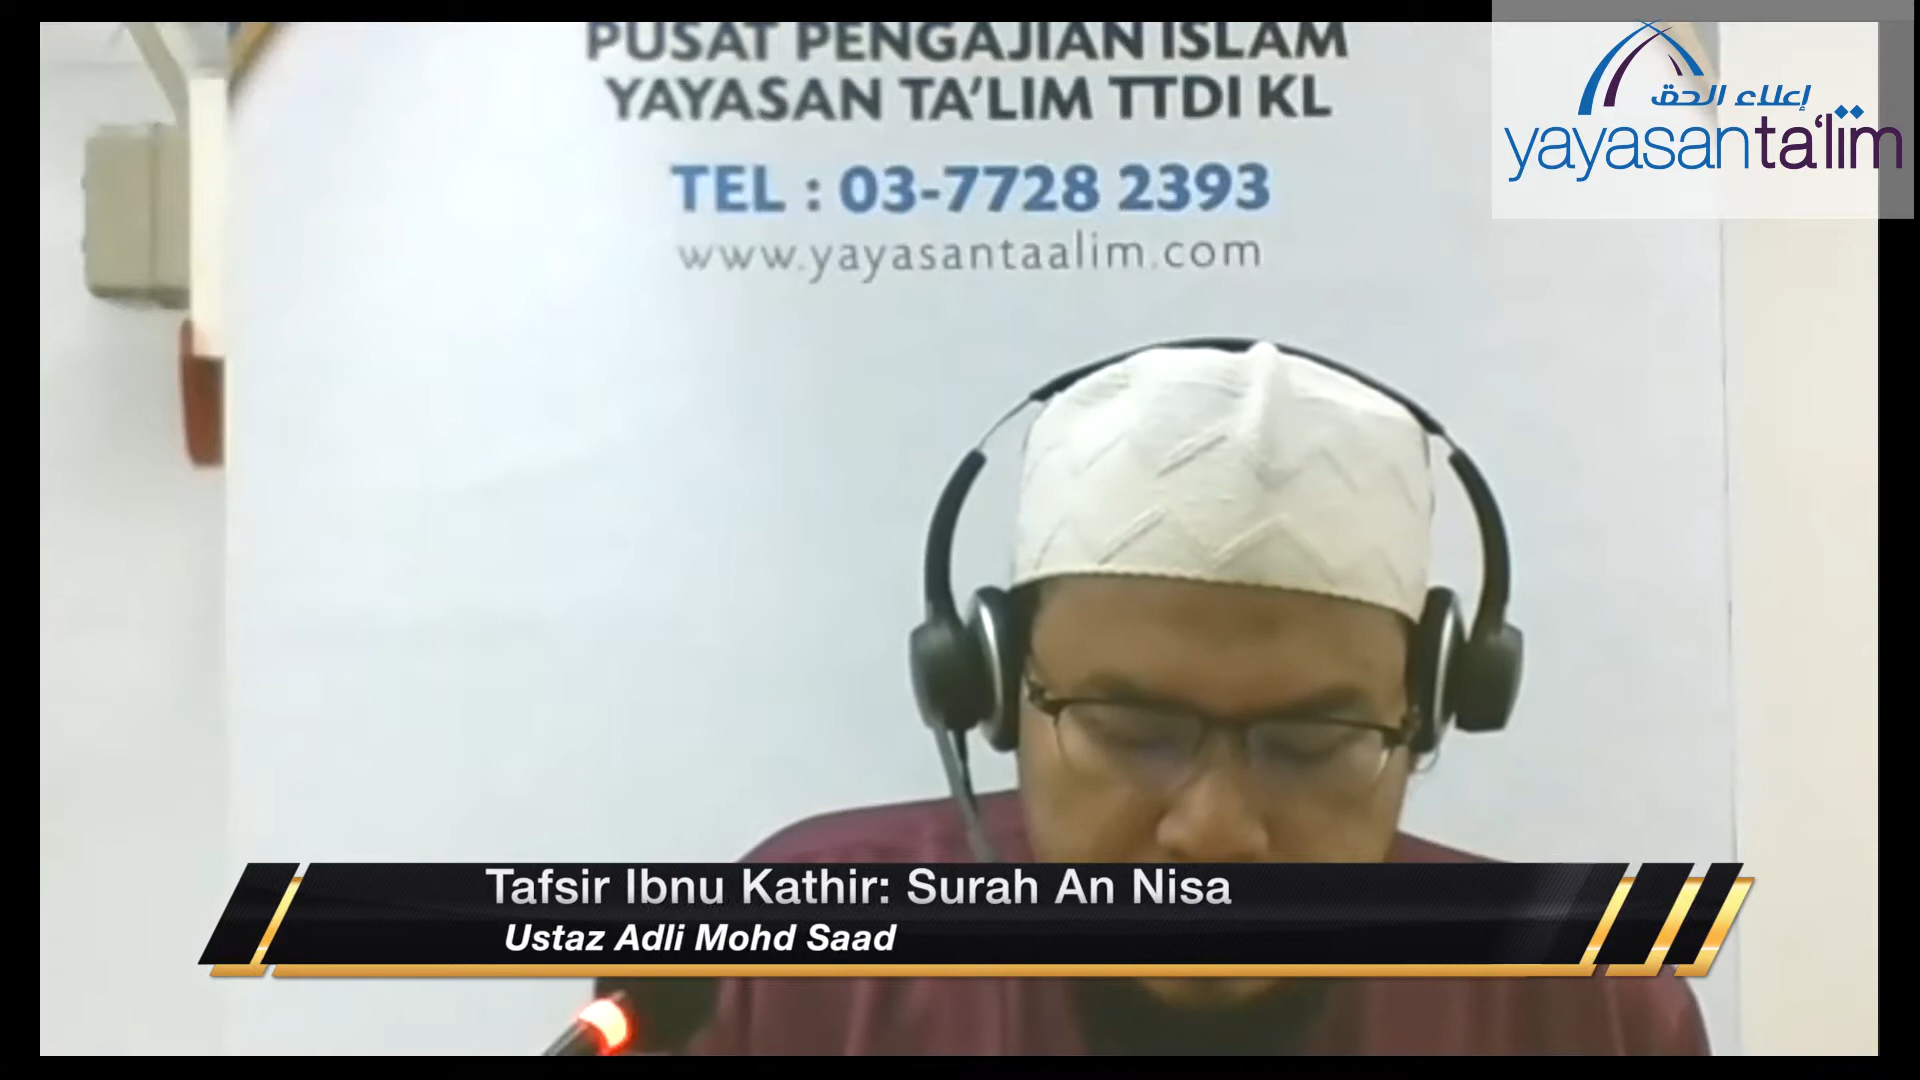 PUSAT PENGAJIAN ISLAM
YAYASAN TA'LIM TTDI KL
TEL : 03-7728 2393
www.yayasantaalim.com
إعلاء الحق
yayasanta'lim
Tafsir Ibnu Kathir: Surah An Nisa
Ustaz Adli Mohd Saad